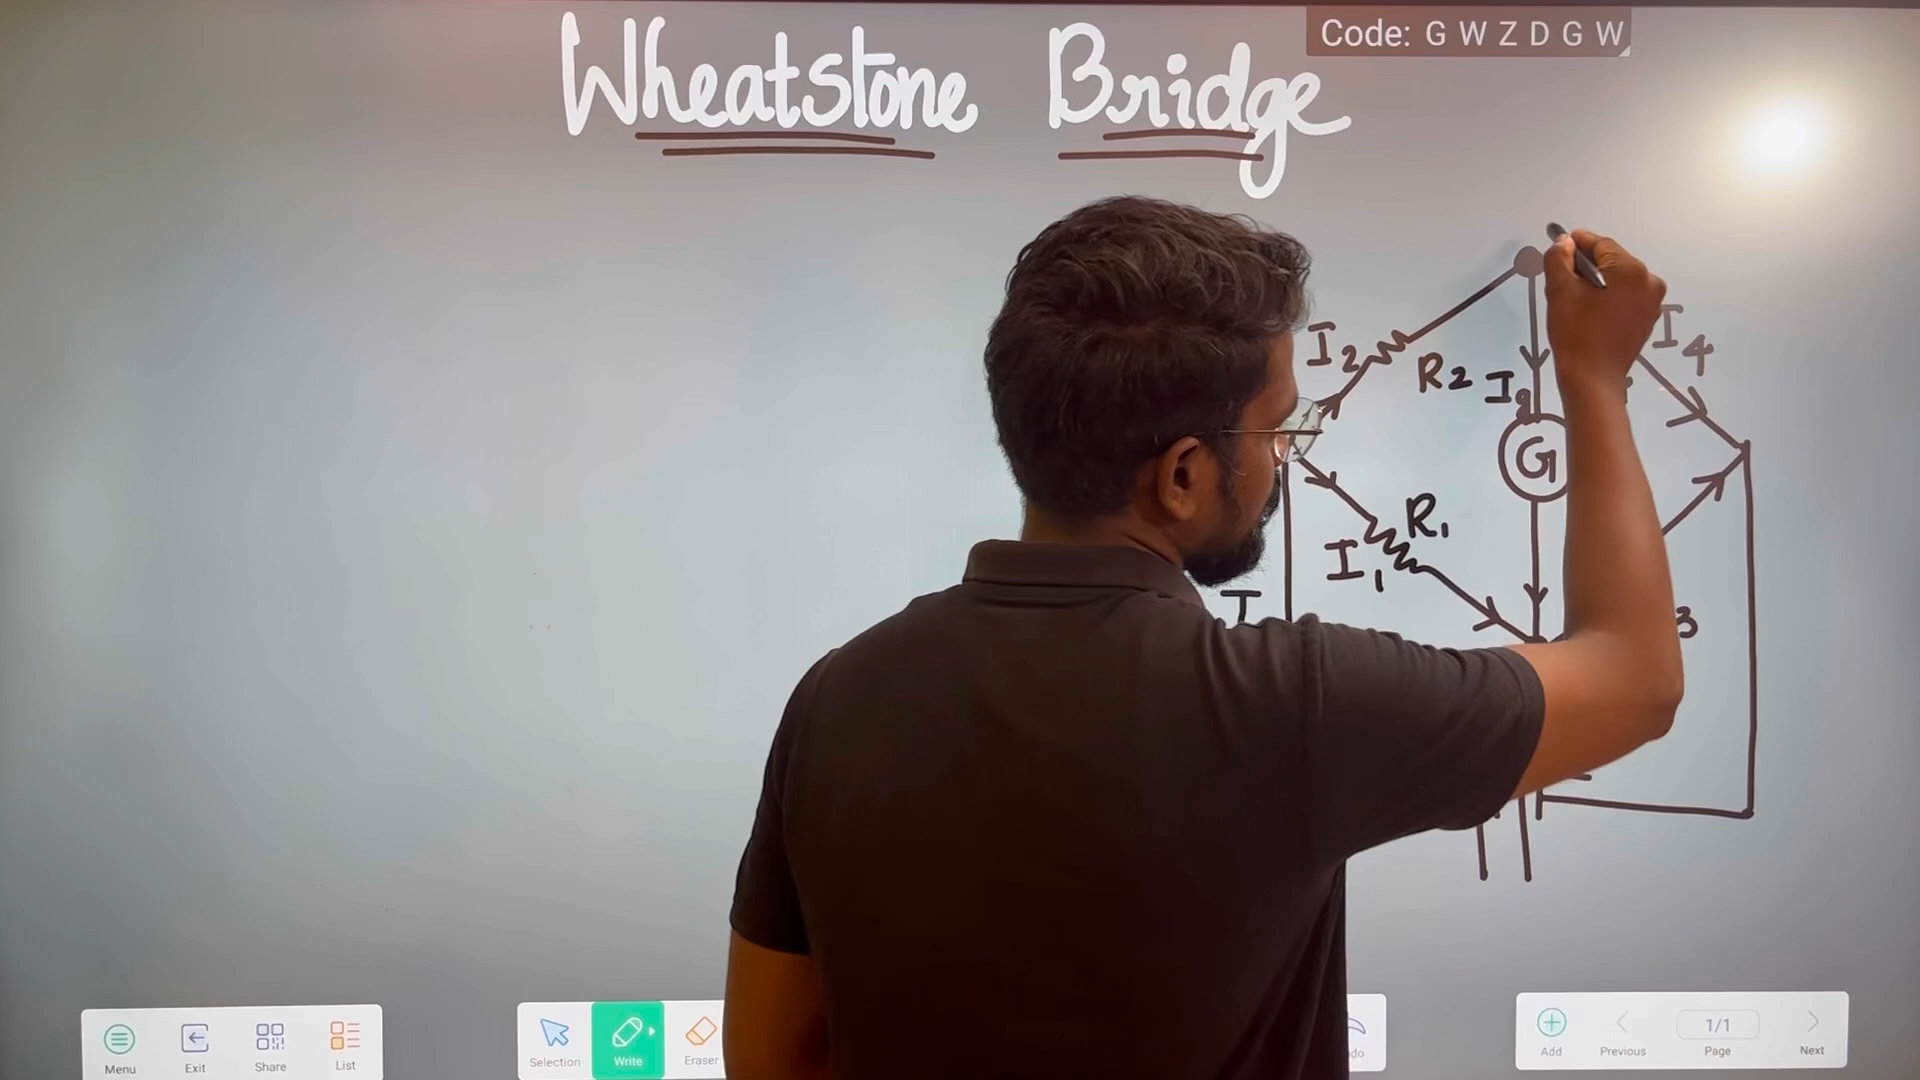 Wheatstone Bridge
Code: G W Z D G W
I2
R2
Ig
I4
G
R1
I1
I
3
Menu
Exit
Share
List
Selection
Write
Eraser
Add
Previous
1/1
Page
Next